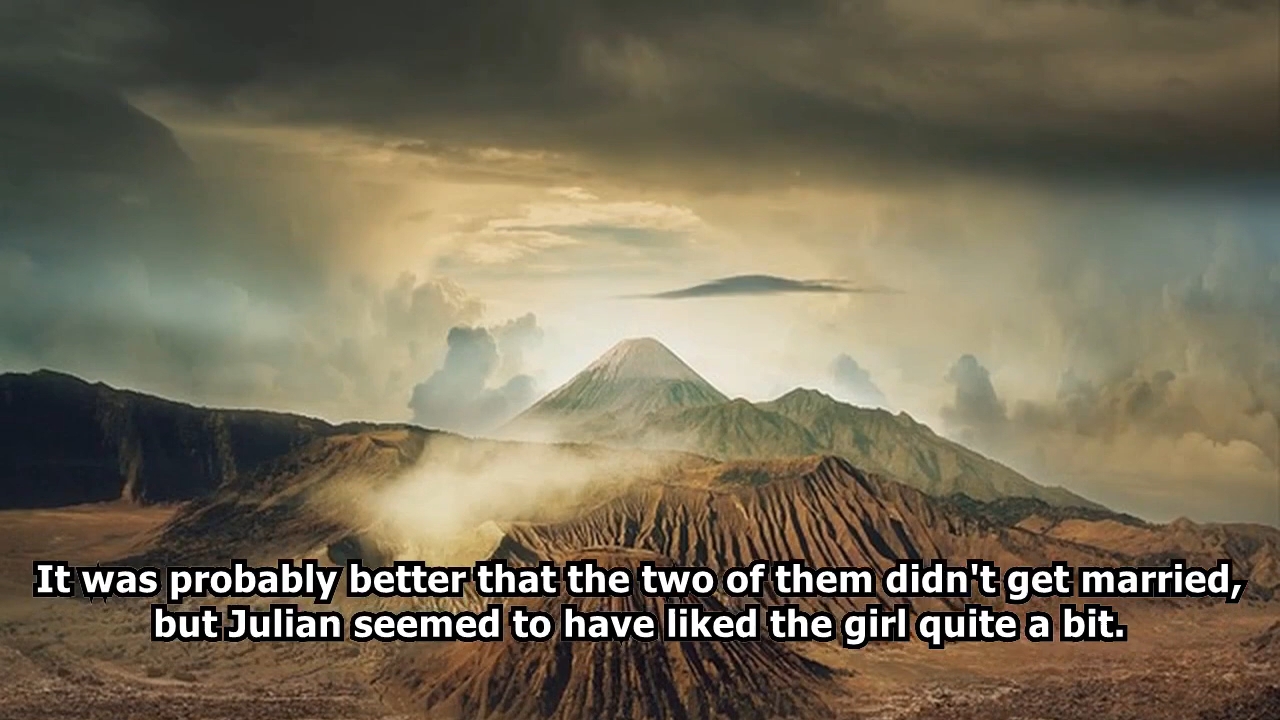 It was probably better that the two of them didn't get married,
but Julian seemed to have liked the girl quite a bit.